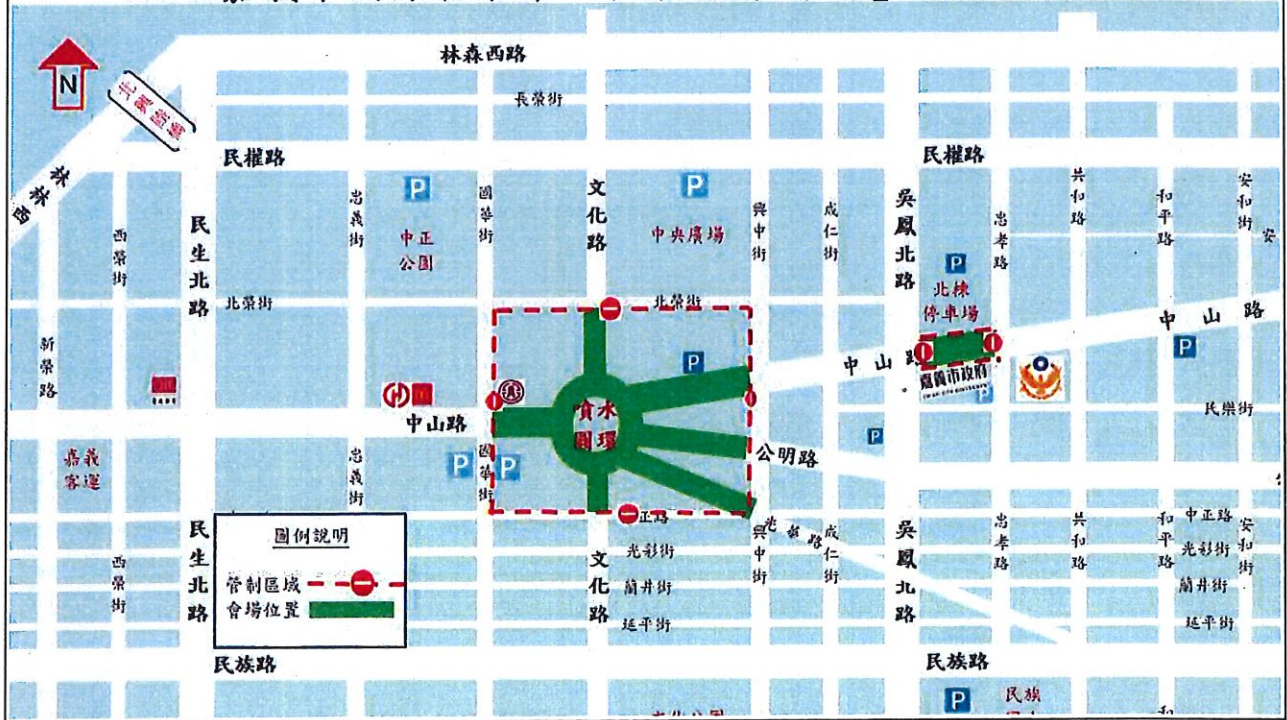 林森西路
N
長榮街
民權路
民權路
林森西路
西榮街
民生北路
忠義街
P
中正
公園
國華街
文化路
P
中央廣場
興中街
成仁街
吳鳳北路
忠孝路
共和路
和平路
安和街
安
P
北棟
停車場
北榮街
北榮街
中山路
中山路
P
新榮路
P
嘉義市政府
P
中山路
噴水
圓環
民樂街
公明路
P
嘉義
客運
忠義街
P
國華街
P
正路
光彩街
蘭井街
延平街
文化路
興中街
光彩路
成仁街
吳鳳北路
忠孝路
共和路
和平路
中正路
安和街
光彩街
蘭井街
延平街
西榮街
民生北路
圖例說明
管制區域
會場位置
民族路
民族路
P
民族